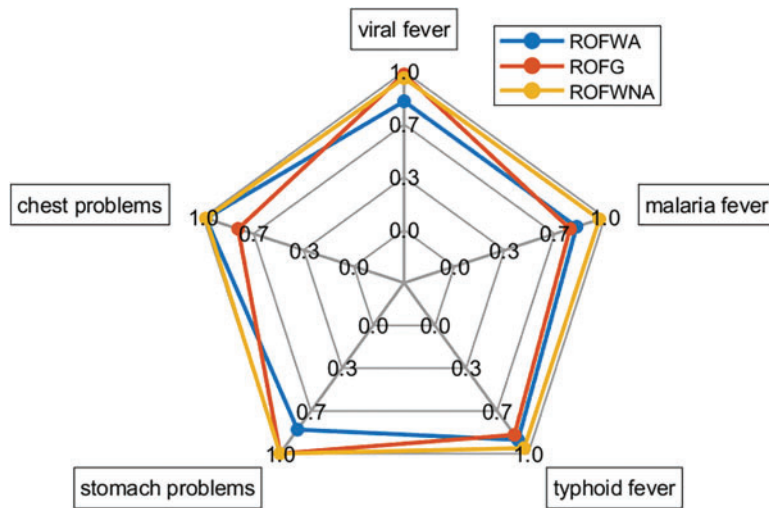 viral fever
ROFWA
ROFG
ROFWNA
1.0
0.7
0.3
0.0
chest problems
1.0
0.7
0.3
0.0
0.0
0.3
0.7
1.0
malaria fever
0.0
0.0
0.3
0.3
0.7
0.7
1.0
1.0
stomach problems
typhoid fever